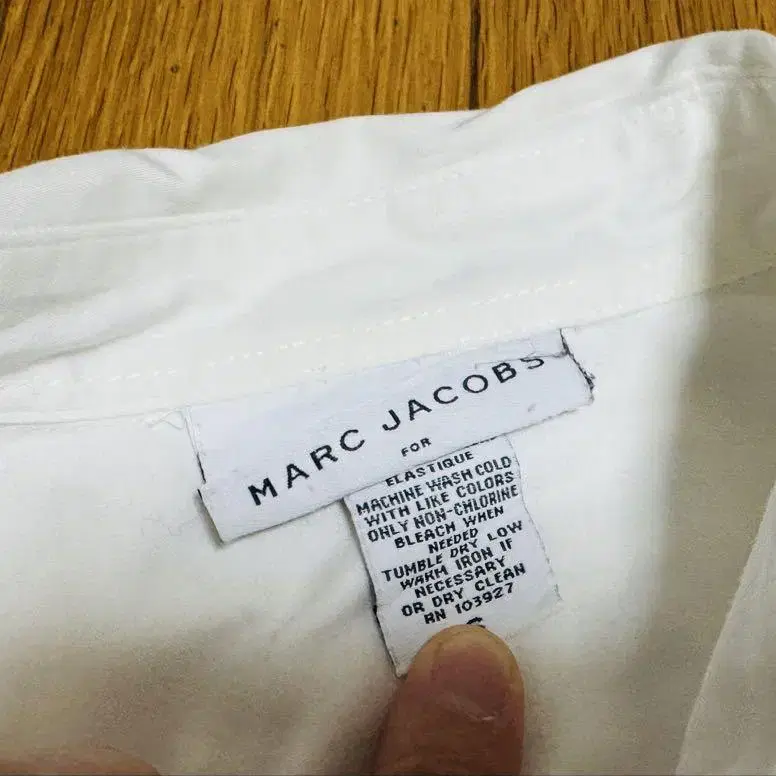 MARC JACOBS
FOR
ELASTIQUE
MACHINE WASH COLD
WITH LIKE COLORS
ONLY NON-CHLORINE
BLEACH WHEN
NEEDED
TUMBLE DRY LOW
WARM IRON IF
NECESSARY
OR DRY CLEAN
RN 103927